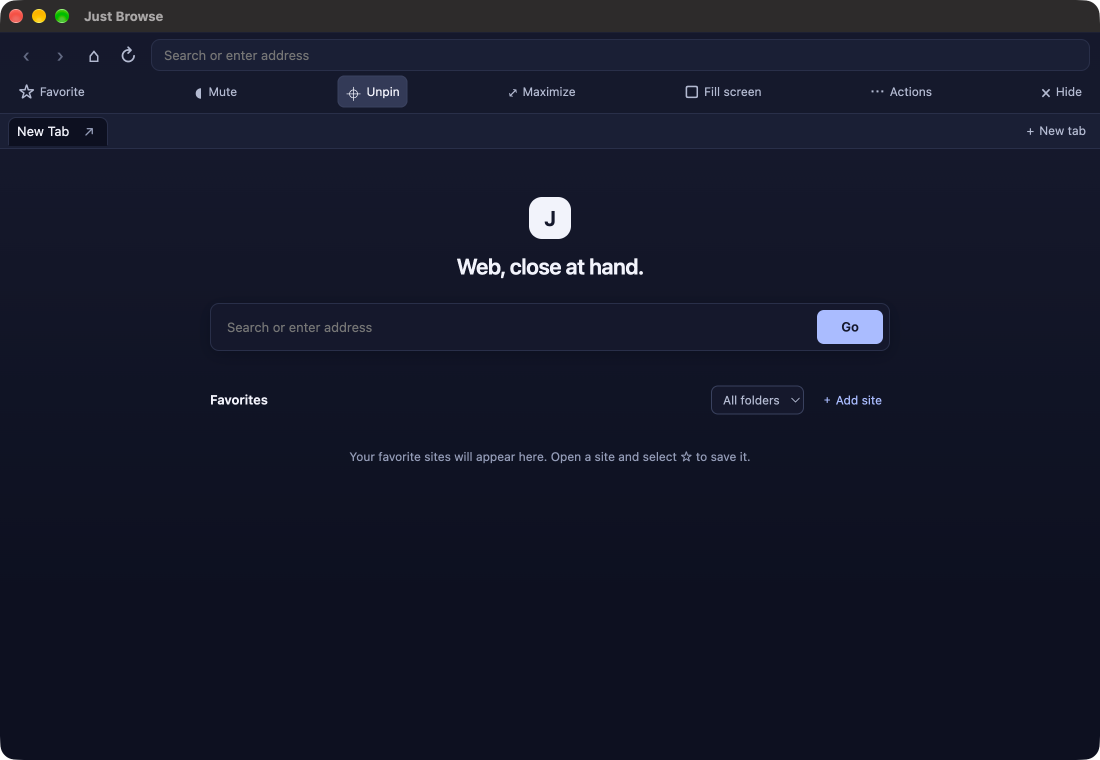 Just Browse
Search or enter address
Favorite Mute Unpin Maximize Fill screen ··· Actions Hide
New Tab + New tab
J
Web, close at hand.
Search or enter address Go
Favorites All folders + Add site
Your favorite sites will appear here. Open a site and select ☆ to save it.